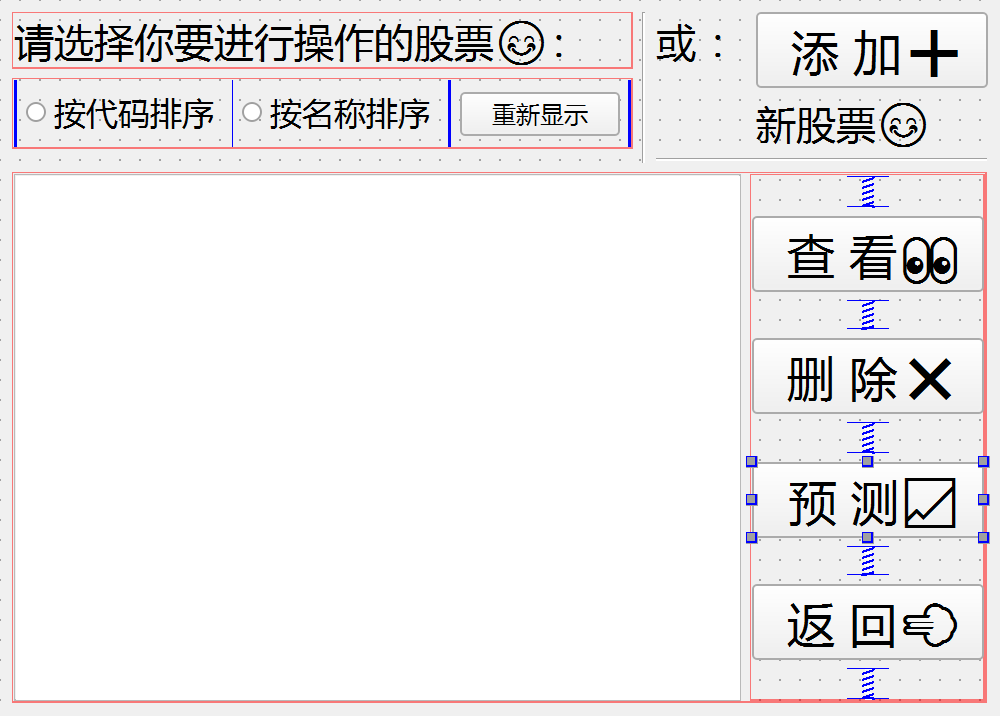 请选择你要进行操作的股票😊：
或：
添 加➕
新股票😊
按代码排序
按名称排序
重新显示
查 看👀
删 除❌
预 测📈
返 回